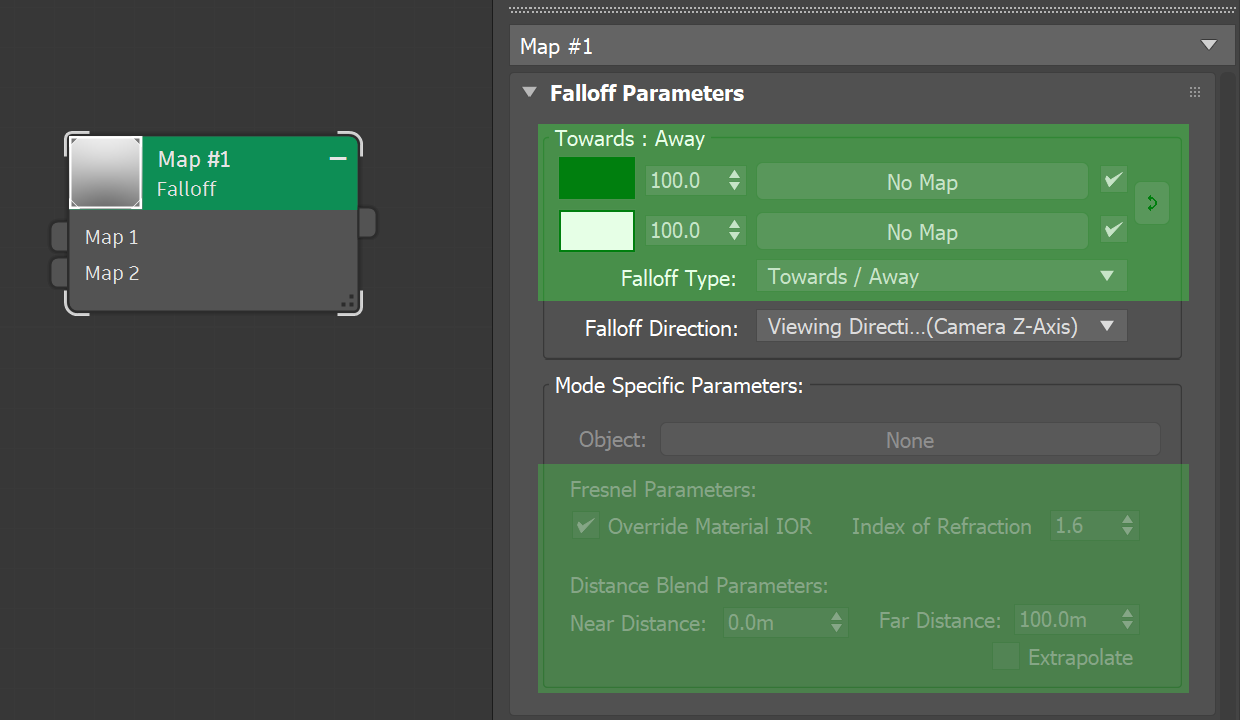 Map #1
Falloff
Map 1
Map 2
Map #1
Falloff Parameters
Towards : Away
100.0 No Map
100.0 No Map
Falloff Type: Towards / Away
Falloff Direction: Viewing Directi...(Camera Z-Axis)
Mode Specific Parameters:
Object: None
Fresnel Parameters:
Override Material IOR Index of Refraction 1.6
Distance Blend Parameters:
Near Distance: 0.0m Far Distance: 100.0m
Extrapolate